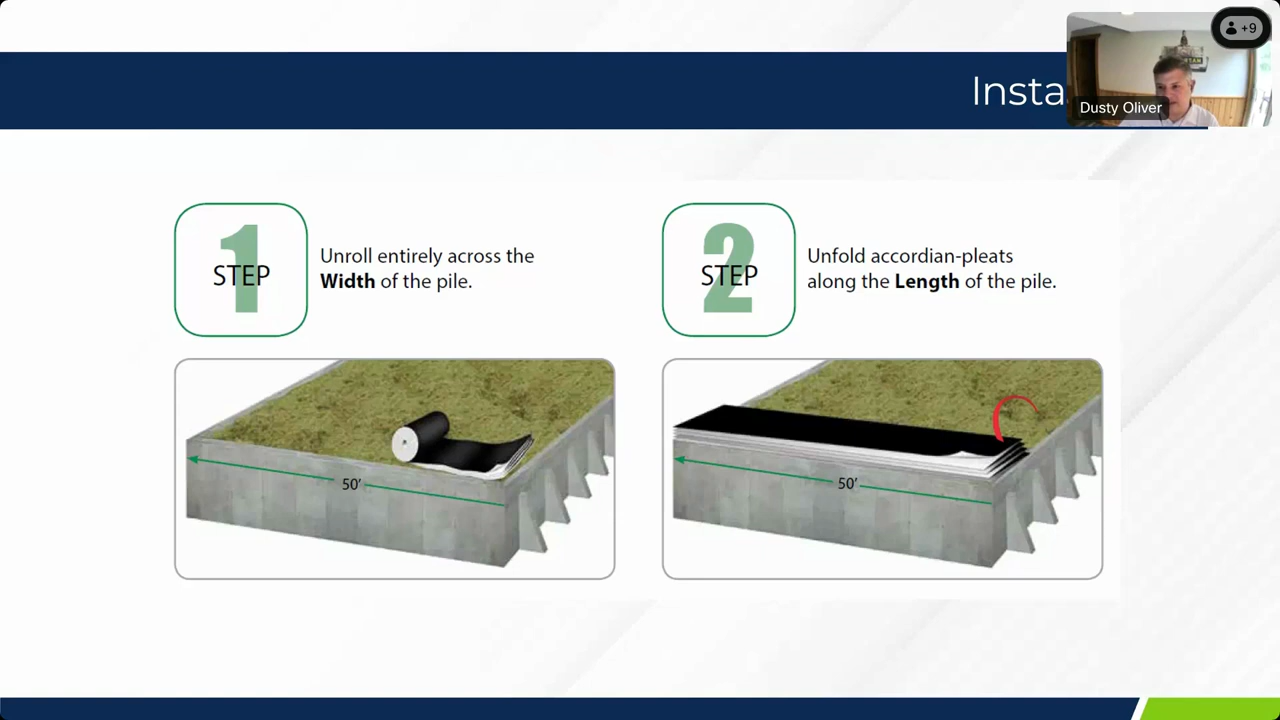 Insta
+9
Dusty Oliver
1
STEP
Unroll entirely across the
Width of the pile.
2
STEP
Unfold accordian-pleats
along the Length of the pile.
50'
50'